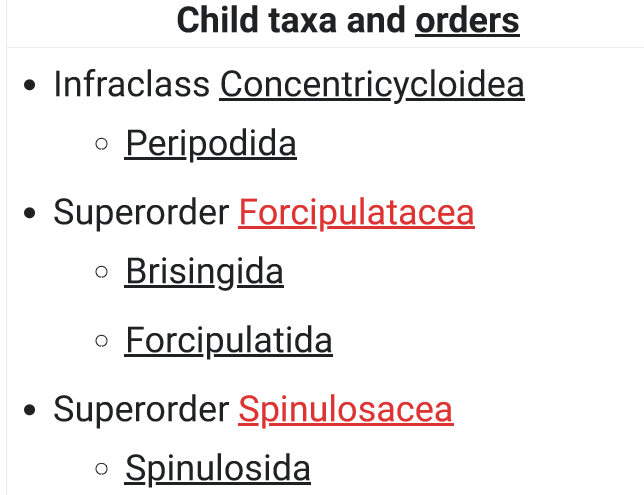 Child taxa and orders
Infraclass Concentricycloidea
Peripodida
Superorder Forcipulatacea
Brisingida
Forcipulatida
Superorder Spinulosacea
Spinulosida